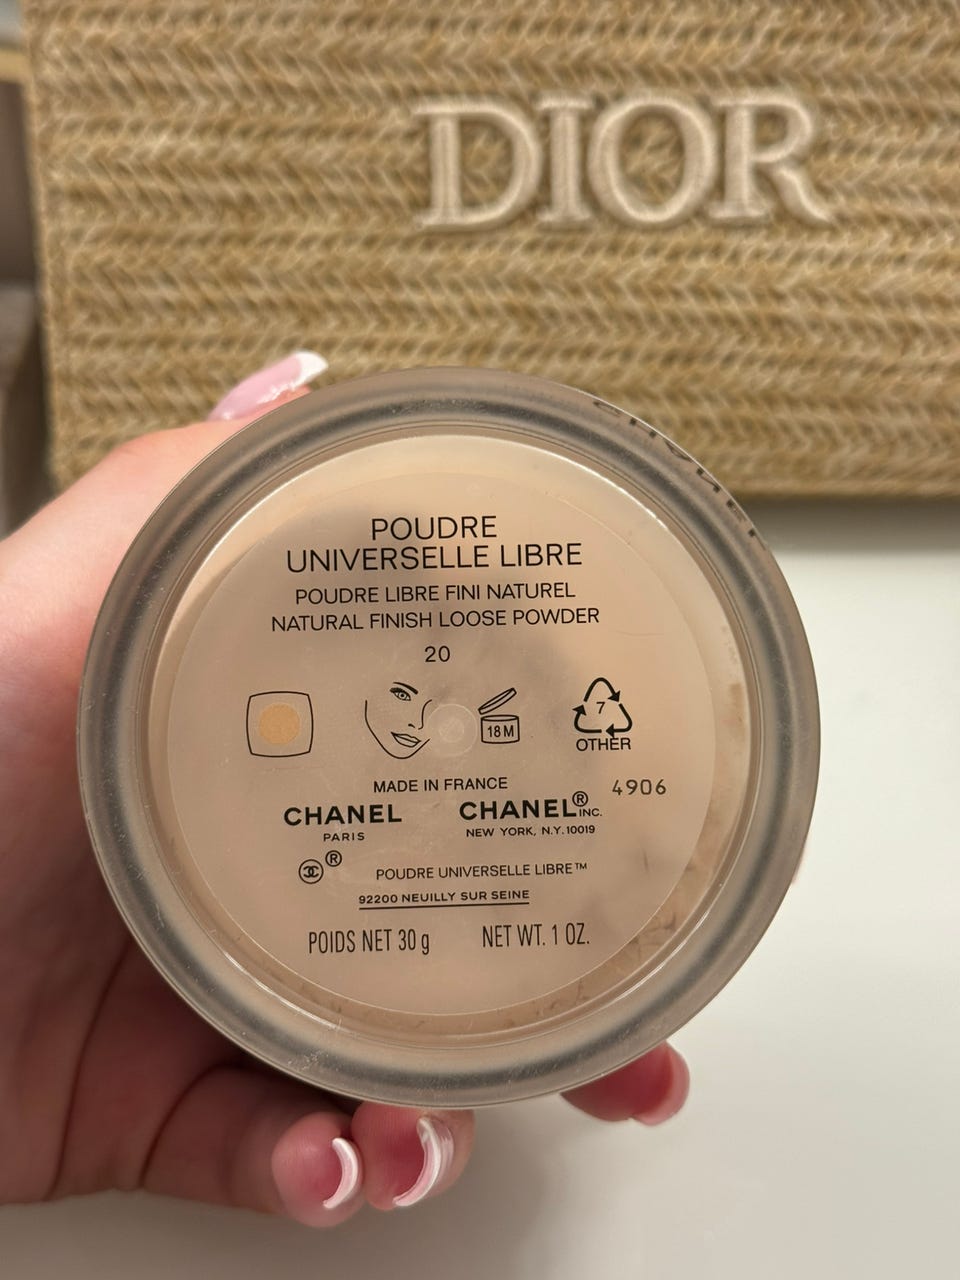 DIOR
CHANEL
POUDRE
UNIVERSELLE LIBRE
POUDRE LIBRE FINI NATUREL
NATURAL FINISH LOOSE POWDER
20
18 M
7
OTHER
MADE IN FRANCE
4906
CHANEL
PARIS
CHANEL® INC.
NEW YORK, N.Y. 10019
®
POUDRE UNIVERSELLE LIBRE™
92200 NEUILLY SUR SEINE
POIDS NET 30 g NET WT. 1 OZ.